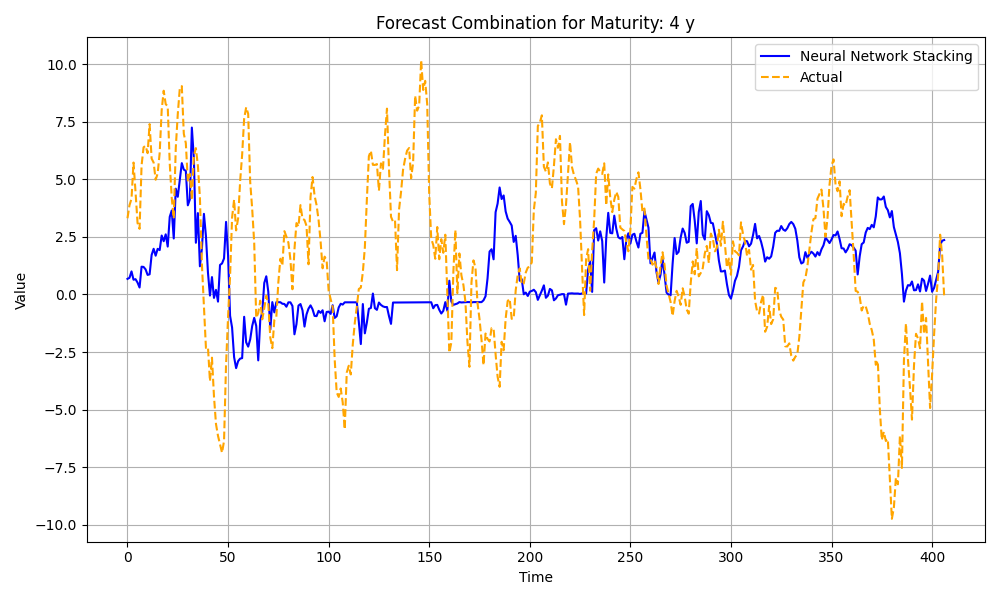 Forecast Combination for Maturity: 4 y
Neural Network Stacking
Actual
10.0
7.5
5.0
2.5
0.0
−2.5
−5.0
−7.5
−10.0
Value
0 50 100 150 200 250 300 350 400
Time